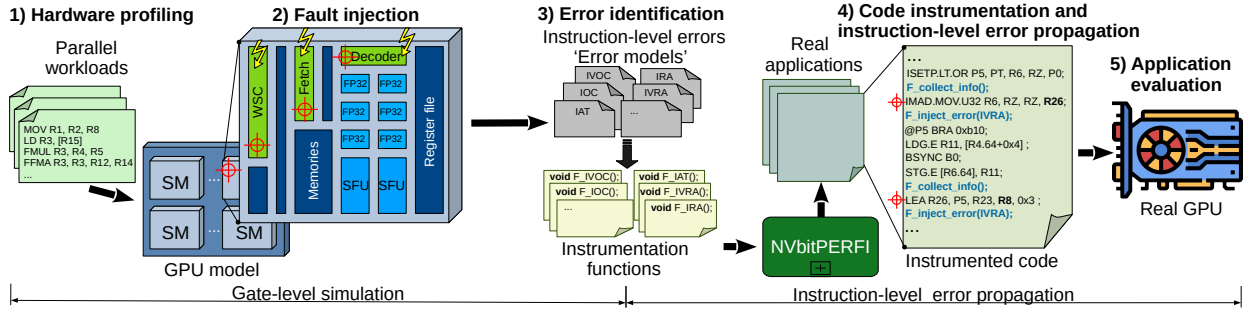 1) Hardware profiling
Parallel
workloads
MOV R1, R2, R8
LD R3, [R15]
FMUL R3, R4, R5
FFMA R3, R3, R12, R14
...
SM
...
SM
...
SM
GPU model
2) Fault injection
WSC
Fetch
Decoder
FP32
FP32
FP32
FP32
FP32
FP32
SFU
SFU
Memories
Register file
3) Error identification
Instruction-level errors
‘Error models’
IVOC
IRA
IOC
IVRA
IAT
...
void F_IVOC();
void F_IAT();
void F_IOC();
void F_IVRA();
...
void F_IRA();
Instrumentation
functions
4) Code instrumentation and
instruction-level error propagation
Real
applications
NVbitPERFI
...
ISETP.LT.OR P5, PT, R6, RZ, P0;
F_collect_info();
IMAD.MOV.U32 R6, RZ, RZ, R26;
F_inject_error(IVRA);
@P5 BRA 0xb10;
LDG.E R11, [R4.64+0x4] ;
BSYNC B0;
STG.E [R6.64], R11;
F_collect_info();
LEA R26, P5, R23, R8, 0x3 ;
F_inject_error(IVRA);
...
Instrumented code
5) Application
evaluation
Real GPU
Gate-level simulation
Instruction-level error propagation